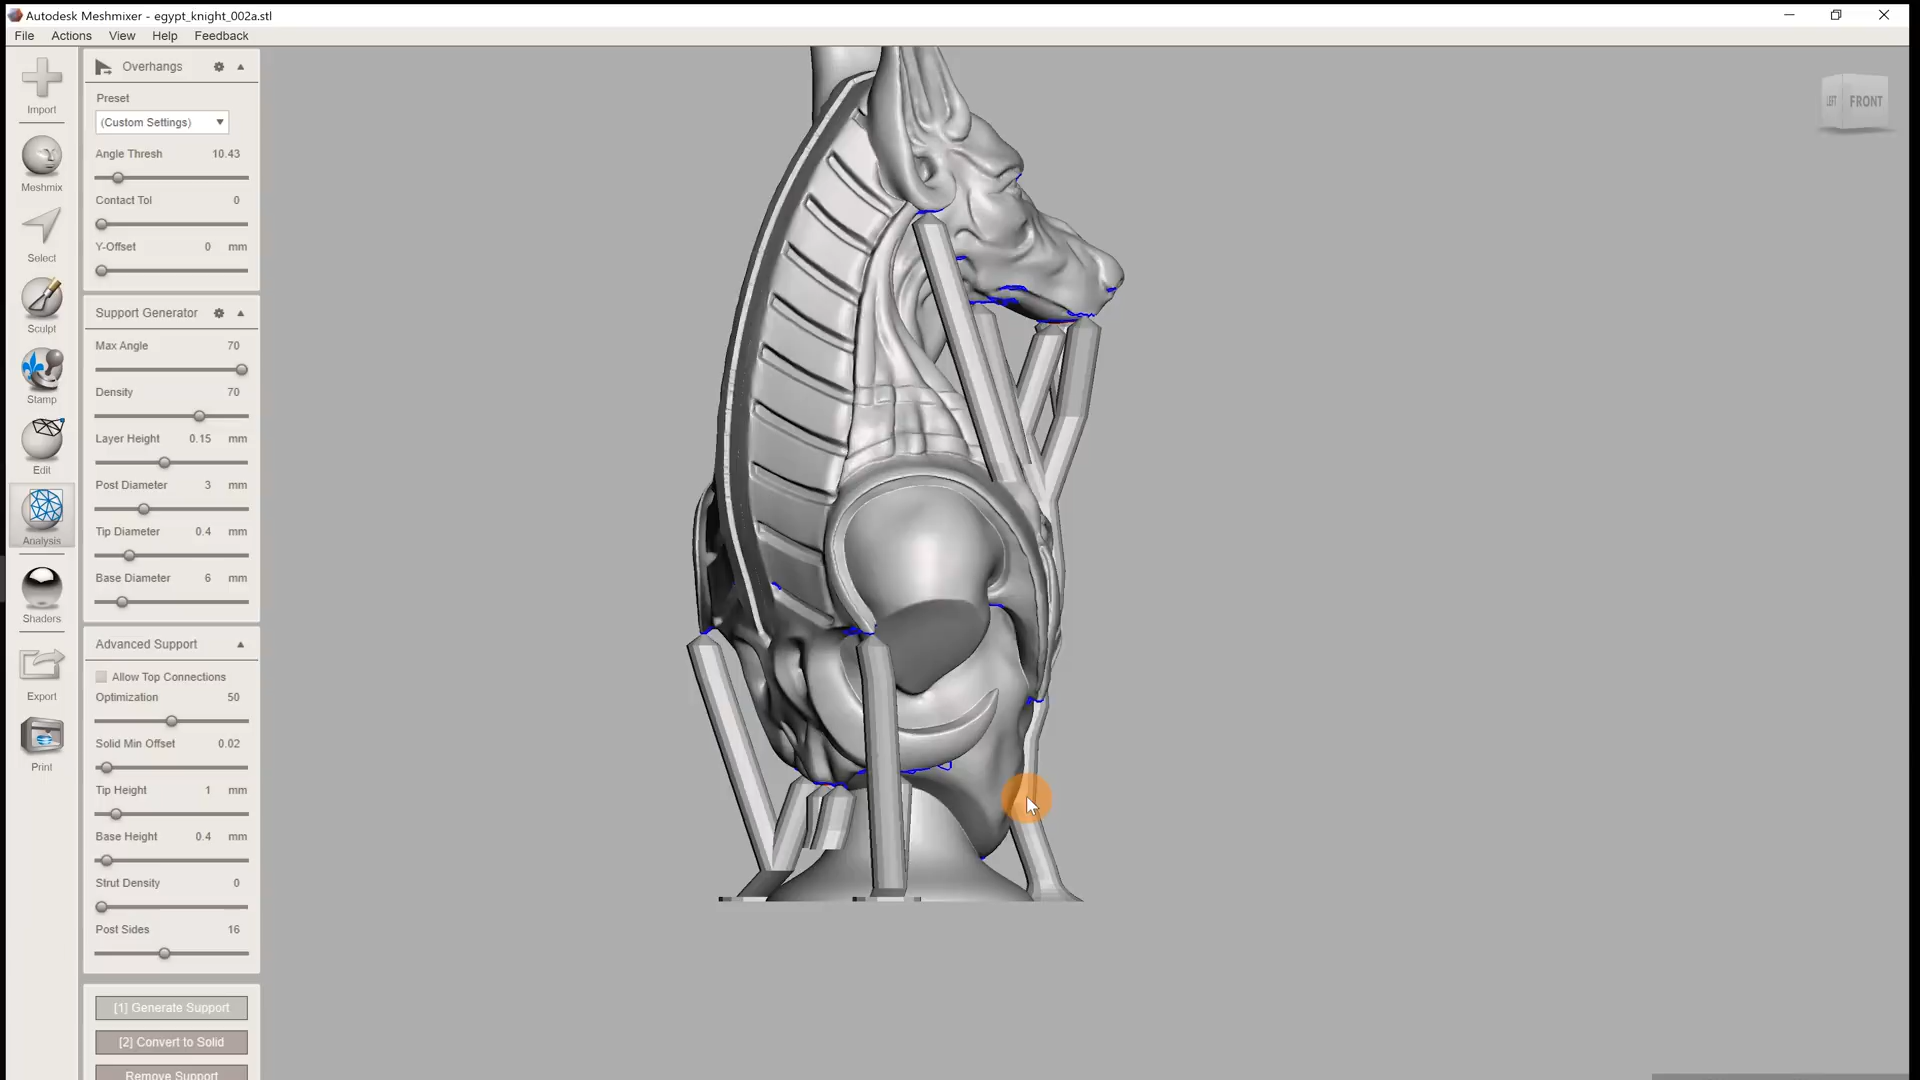 Autodesk Meshmixer - egypt_knight_002a.stl
File Actions View Help Feedback
Import
Meshmix
Select
Sculpt
Stamp
Edit
Analysis
Shaders
Export
Print
Overhangs
Preset
(Custom Settings)
Angle Thresh 10.43
Contact Tol 0
Y-Offset 0 mm
Support Generator
Max Angle 70
Density 70
Layer Height 0.15 mm
Post Diameter 3 mm
Tip Diameter 0.4 mm
Base Diameter 6 mm
Advanced Support
Allow Top Connections
Optimization 50
Solid Min Offset 0.02
Tip Height 1 mm
Base Height 0.4 mm
Strut Density 0
Post Sides 16
[1] Generate Support
[2] Convert to Solid
Remove Support
LEFT FRONT